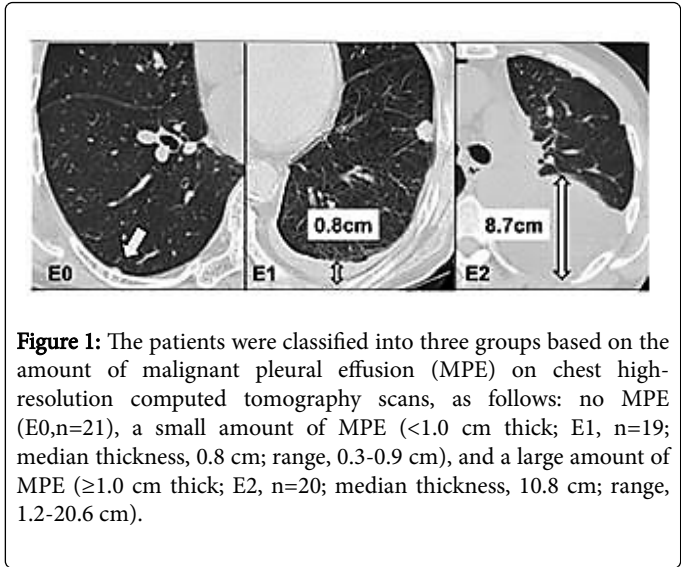 0.8cm
8.7cm
E0
E1
E2
Figure 1: The patients were classified into three groups based on the
amount of malignant pleural effusion (MPE) on chest high-
resolution computed tomography scans, as follows: no MPE
(E0,n=21), a small amount of MPE (<1.0 cm thick; E1, n=19;
median thickness, 0.8 cm; range, 0.3-0.9 cm), and a large amount of
MPE (≥1.0 cm thick; E2, n=20; median thickness, 10.8 cm; range,
1.2-20.6 cm).